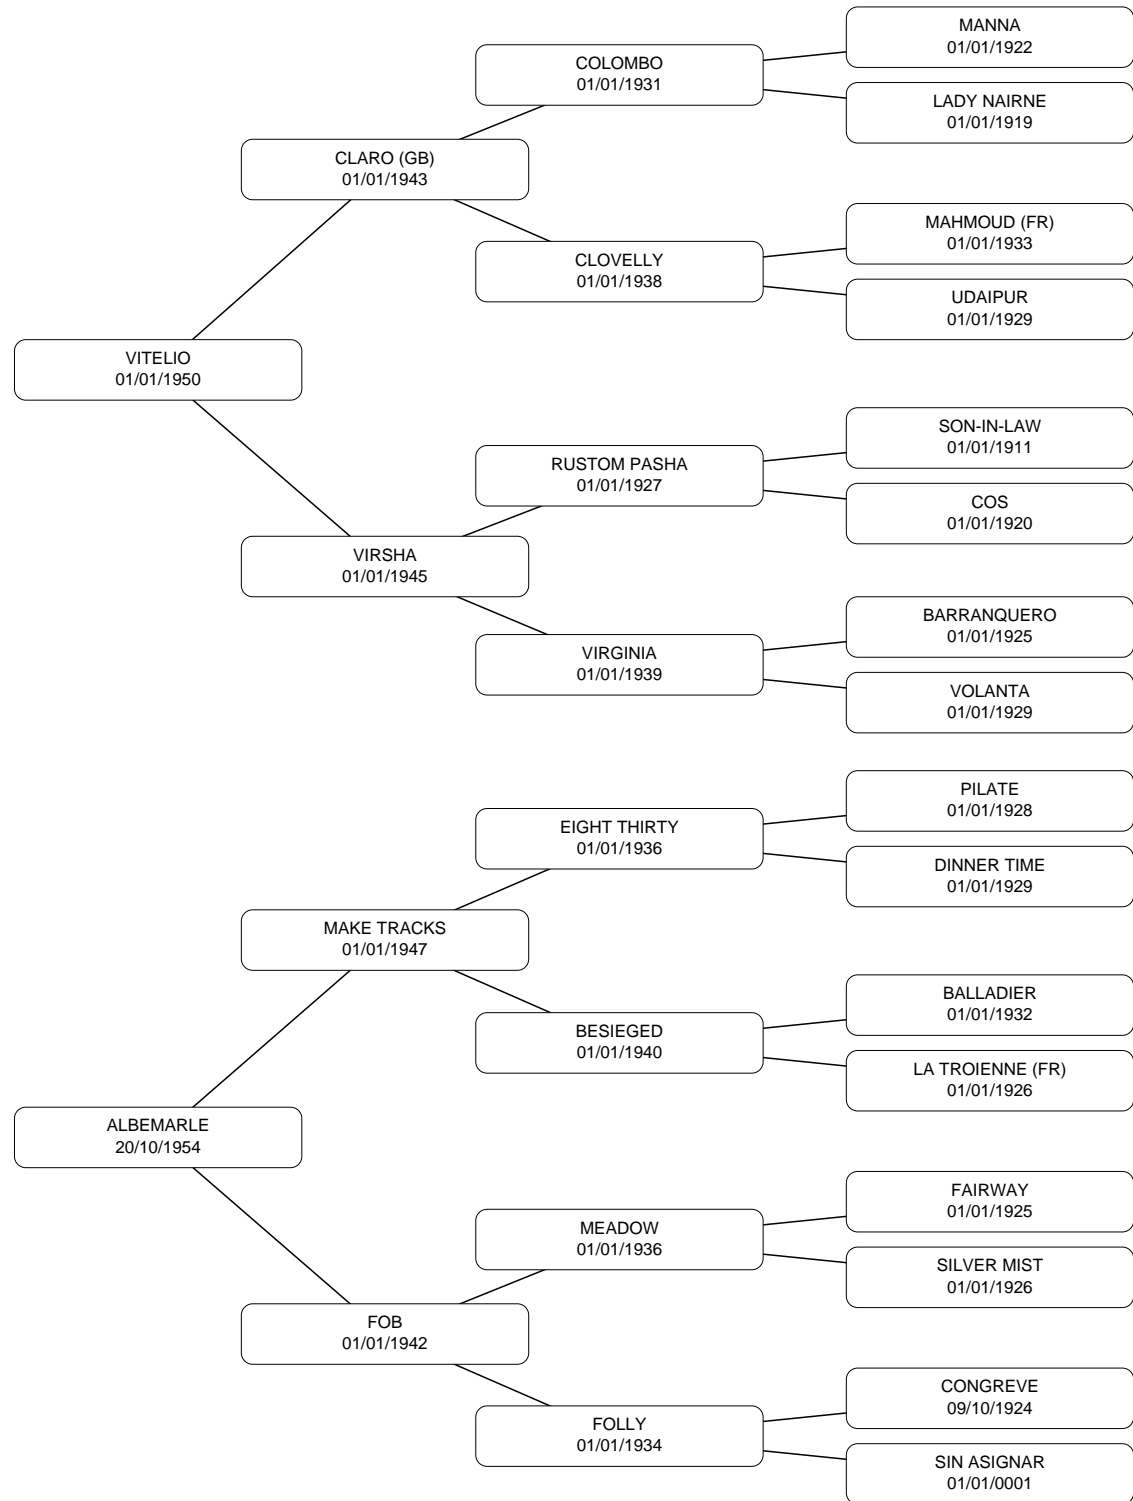 MANNA
01/01/1922
COLOMBO
01/01/1931
LADY NAIRNE
01/01/1919
CLARO (GB)
01/01/1943
MAHMOUD (FR)
01/01/1933
CLOVELLY
01/01/1938
UDAIPUR
01/01/1929
VITELIO
01/01/1950
SON-IN-LAW
01/01/1911
RUSTOM PASHA
01/01/1927
COS
01/01/1920
VIRSHA
01/01/1945
BARRANQUERO
01/01/1925
VIRGINIA
01/01/1939
VOLANTA
01/01/1929
PILATE
01/01/1928
EIGHT THIRTY
01/01/1936
DINNER TIME
01/01/1929
MAKE TRACKS
01/01/1947
BALLADIER
01/01/1932
BESIEGED
01/01/1940
LA TROIENNE (FR)
01/01/1926
ALBEMARLE
20/10/1954
FAIRWAY
01/01/1925
MEADOW
01/01/1936
SILVER MIST
01/01/1926
FOB
01/01/1942
CONGREVE
09/10/1924
FOLLY
01/01/1934
SIN ASIGNAR
01/01/0001